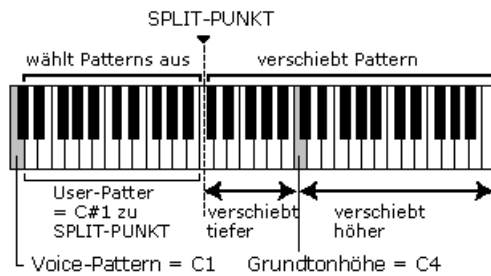 SPLIT-PUNKT
wählt Patterns aus
verschiebt Pattern
User-Patter
= C#1 zu
SPLIT-PUNKT
verschiebt
tiefer
verschiebt
höher
Voice-Pattern = C1
Grundtonhöhe = C4